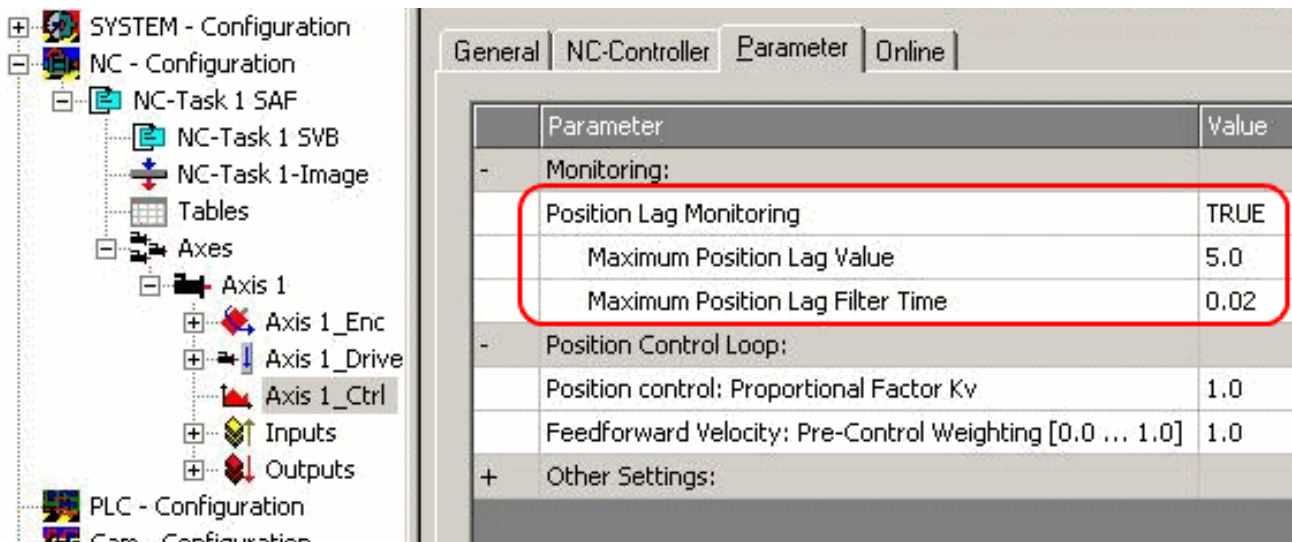 SYSTEM - Configuration
NC - Configuration
NC-Task 1 SAF
NC-Task 1 SVB
NC-Task 1-Image
Tables
Axes
Axis 1
Axis 1_Enc
Axis 1_Drive
Axis 1_Ctrl
Inputs
Outputs
PLC - Configuration
Cam - Configuration
General NC-Controller Parameter Online
Parameter Value
Monitoring:
Position Lag Monitoring TRUE
Maximum Position Lag Value 5.0
Maximum Position Lag Filter Time 0.02
Position Control Loop:
Position control: Proportional Factor Kv 1.0
Feedforward Velocity: Pre-Control Weighting [0.0 ... 1.0] 1.0
Other Settings: